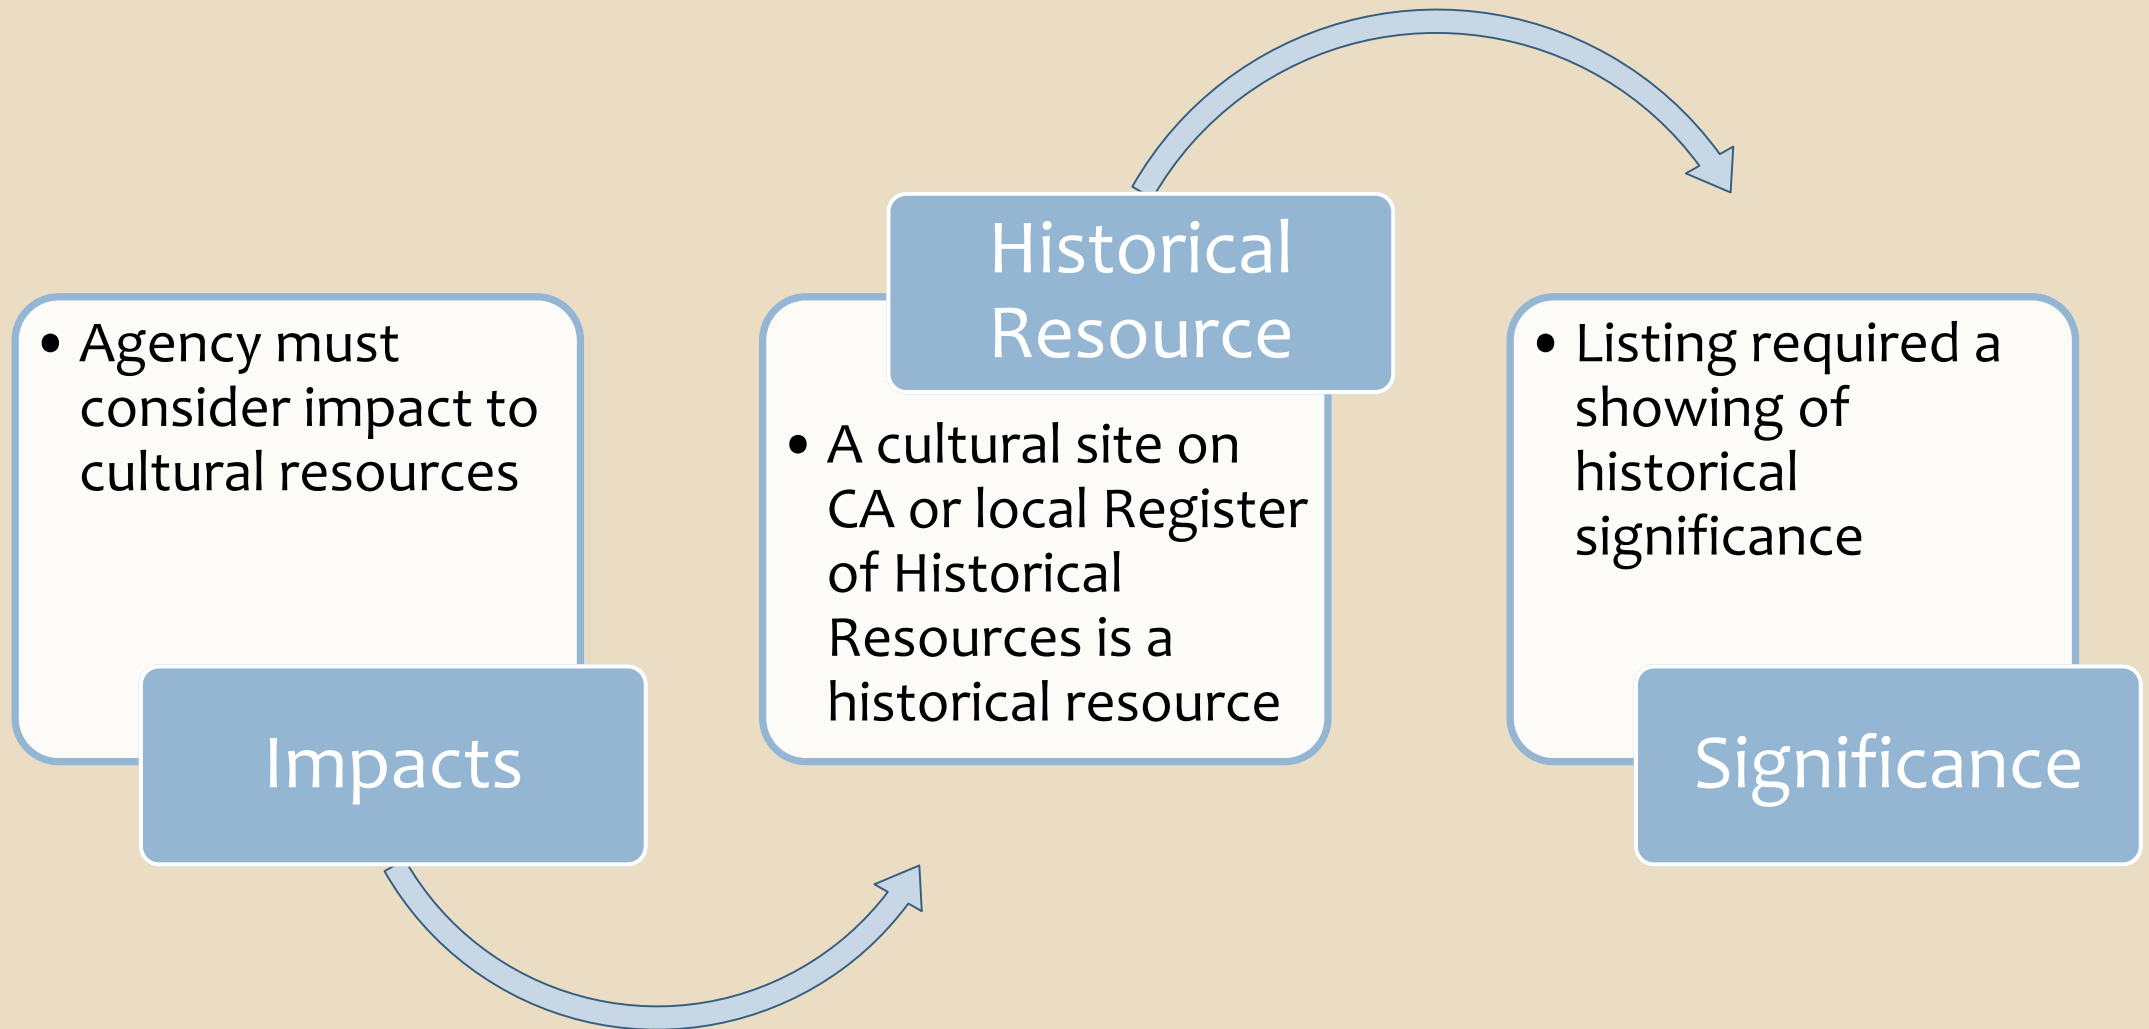 • Agency must
consider impact to
cultural resources
Impacts
Historical
Resource
• A cultural site on
CA or local Register
of Historical
Resources is a
historical resource
• Listing required a
showing of
historical
significance
Significance